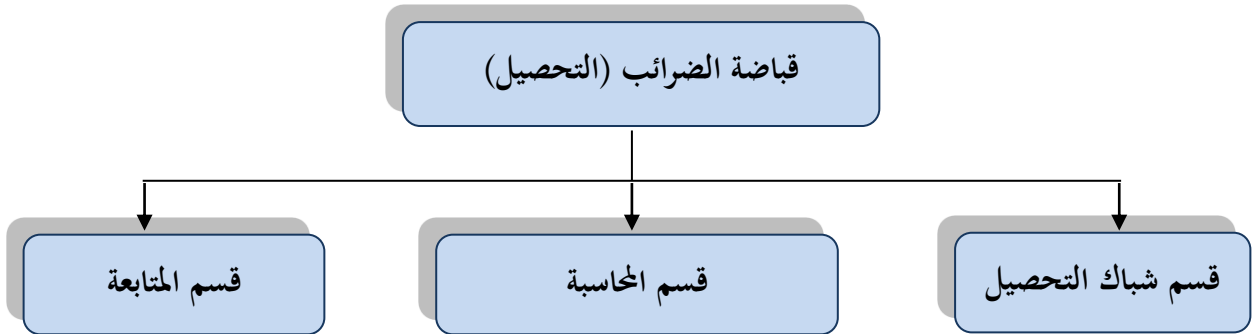 قباضة الضرائب (التحصيل)
قسم شباك التحصيل
قسم المحاسبة
قسم المتابعة